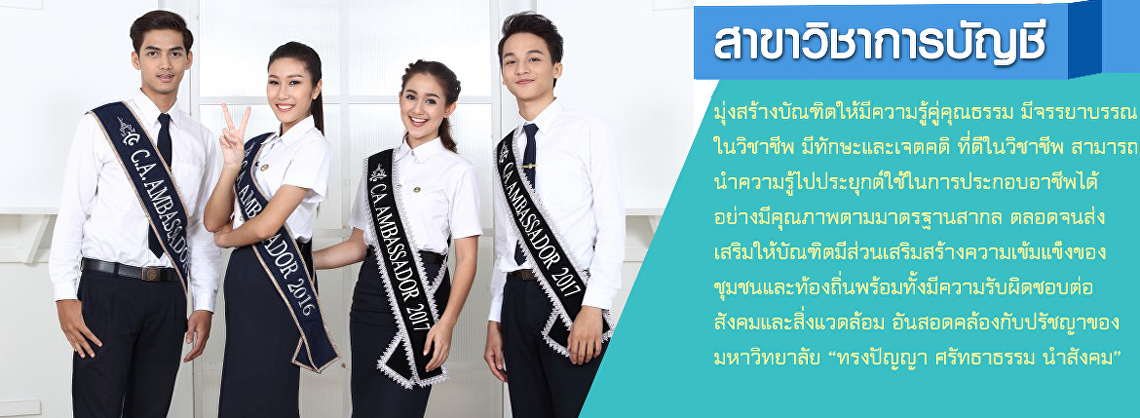 สาขาวิชาการบัญชี
มุ่งสร้างบัณฑิตให้มีความรู้คู่คุณธรรม มีจรรยาบรรณ
ในวิชาชีพ มีทักษะและเจตคติ ที่ดีในวิชาชีพ สามารถ
นำความรู้ไปประยุกต์ใช้ในการประกอบอาชีพได้
อย่างมีคุณภาพตามมาตรฐานสากล ตลอดจนส่ง
เสริมให้บัณฑิตมีส่วนเสริมสร้างความเข้มแข็งของ
ชุมชนและท้องถิ่นพร้อมทั้งมีความรับผิดชอบต่อ
สังคมและสิ่งแวดล้อม อันสอดคล้องกับปรัชญาของ
มหาวิทยาลัย “ทรงปัญญา ศรัทธาธรรม นำสังคม”
C.A. AMBASSADO
C.A. AMBASSADOR 2016
CA AMBASSADOR 2017
CA AMBASSADOR 2017